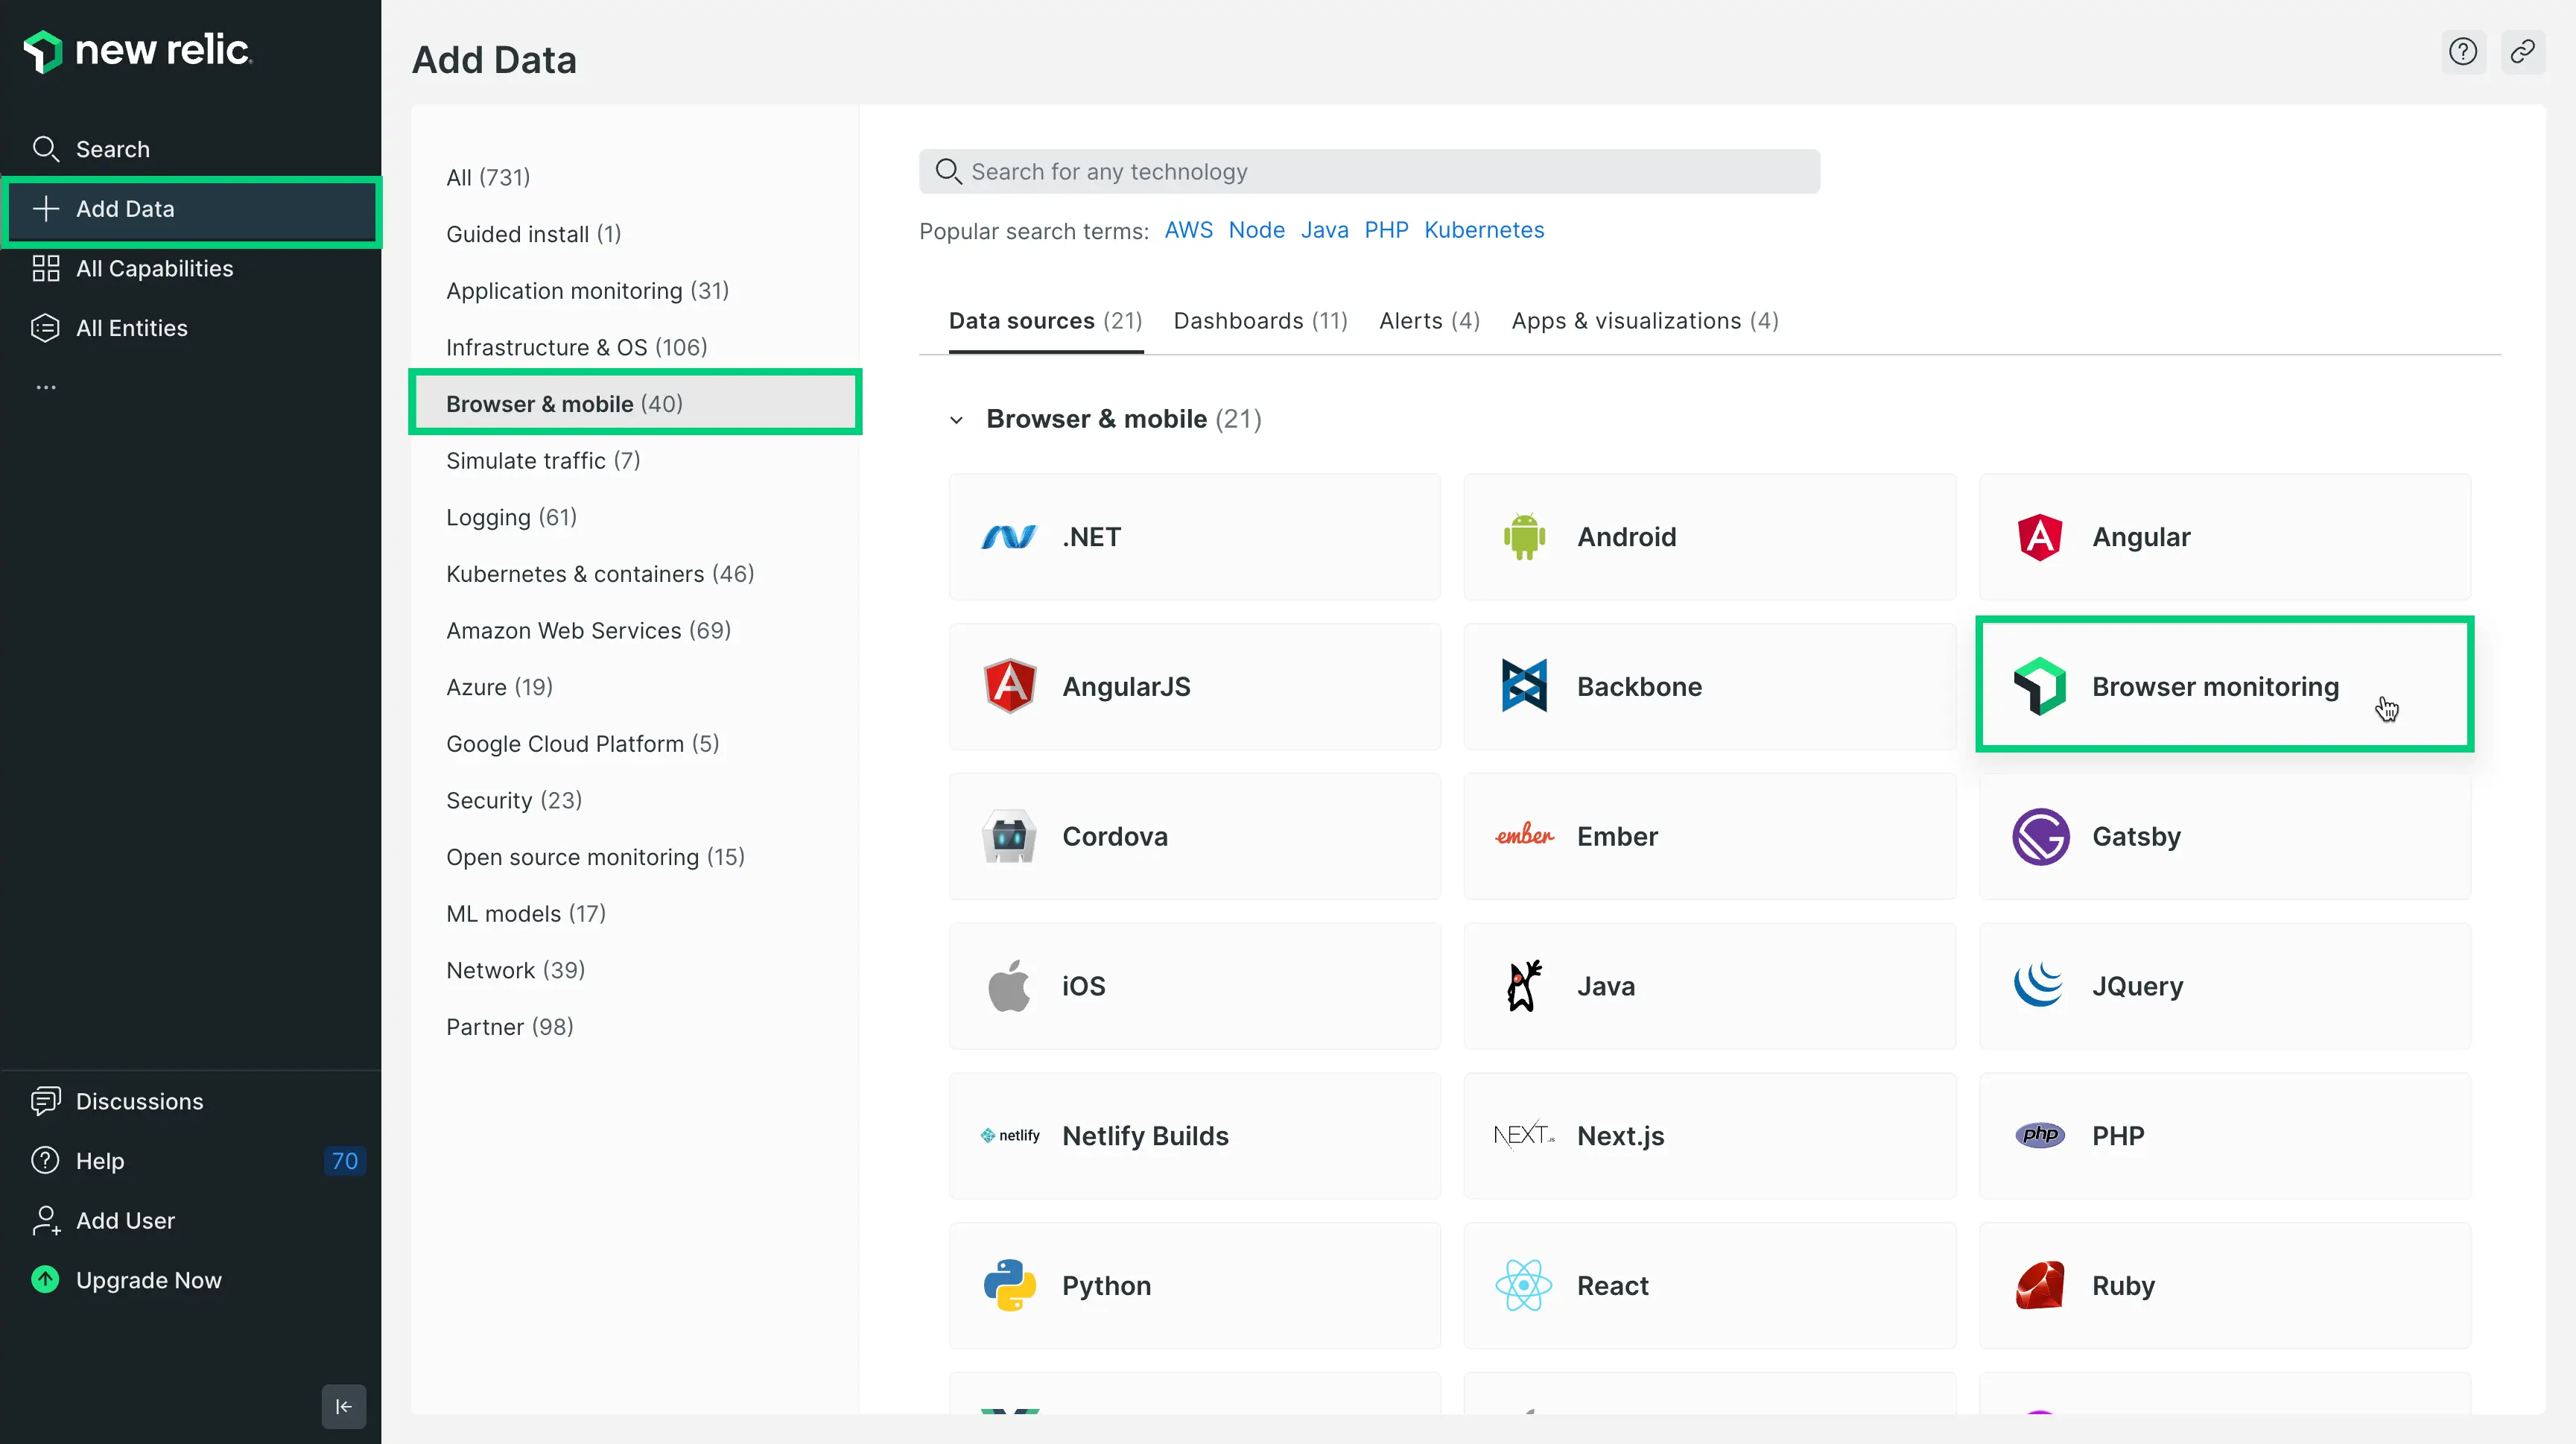 new relic
Search
Add Data
All Capabilities
All Entities
...
Discussions
Help 70
Add User
Upgrade Now
Add Data
All (731)
Guided install (1)
Application monitoring (31)
Infrastructure & OS (106)
Browser & mobile (40)
Simulate traffic (7)
Logging (61)
Kubernetes & containers (46)
Amazon Web Services (69)
Azure (19)
Google Cloud Platform (5)
Security (23)
Open source monitoring (15)
ML models (17)
Network (39)
Partner (98)
Search for any technology
Popular search terms: AWS Node Java PHP Kubernetes
Data sources (21) Dashboards (11) Alerts (4) Apps & visualizations (4)
Browser & mobile (21)
.NET
Android
Angular
AngularJS
Backbone
Browser monitoring
Cordova
ember Ember
Gatsby
iOS
Java
JQuery
netlify Netlify Builds
NEXT.JS Next.js
php PHP
Python
React
Ruby